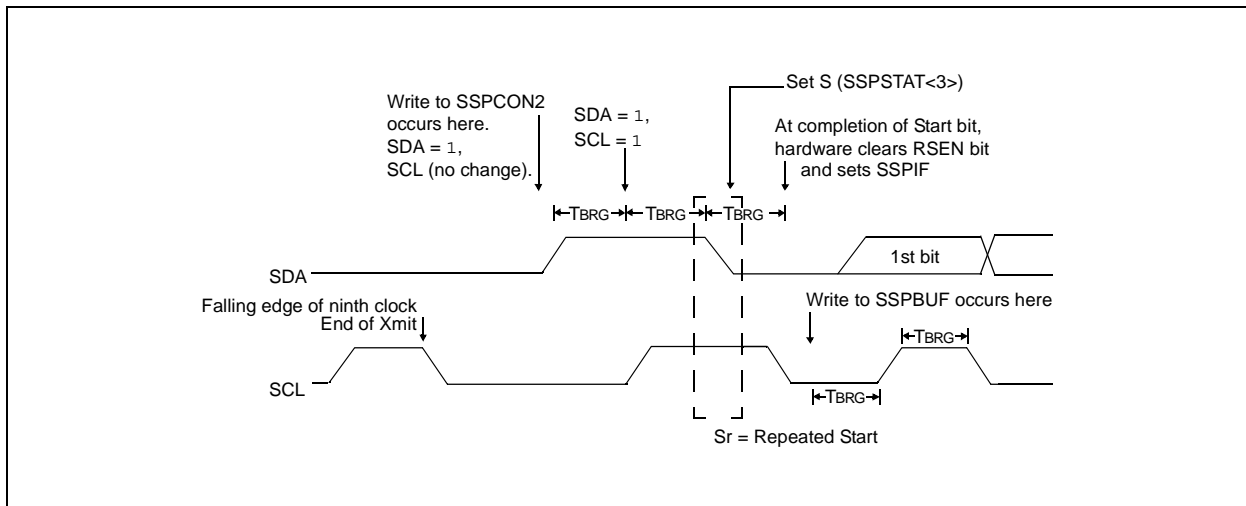 Set S (SSPSTAT<3>)
Write to SSPCON2
occurs here.
SDA = 1,
SCL (no change).
SDA = 1,
SCL = 1
At completion of Start bit,
hardware clears RSEN bit
and sets SSPIF
TBRG
TBRG
TBRG
SDA
1st bit
Falling edge of ninth clock
End of Xmit
Write to SSPBUF occurs here
TBRG
SCL
TBRG
Sr = Repeated Start